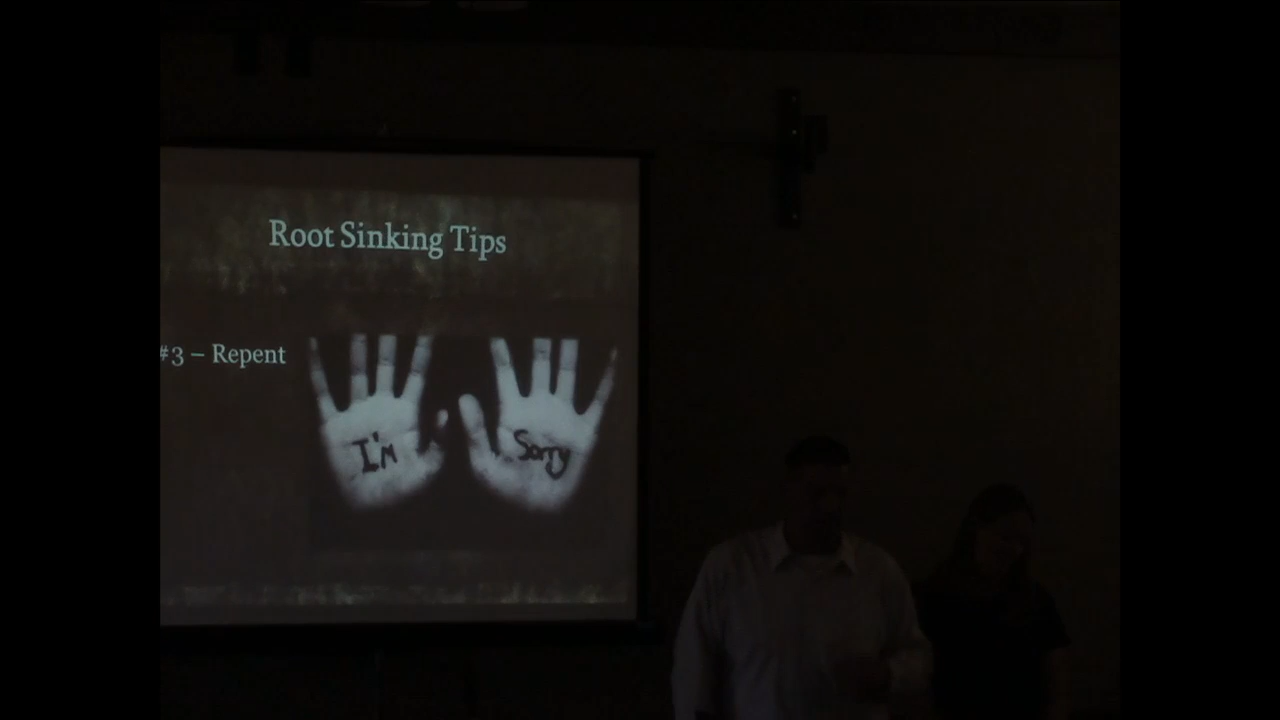 Root Sinking Tips
#3 – Repent
I'm
Sorry